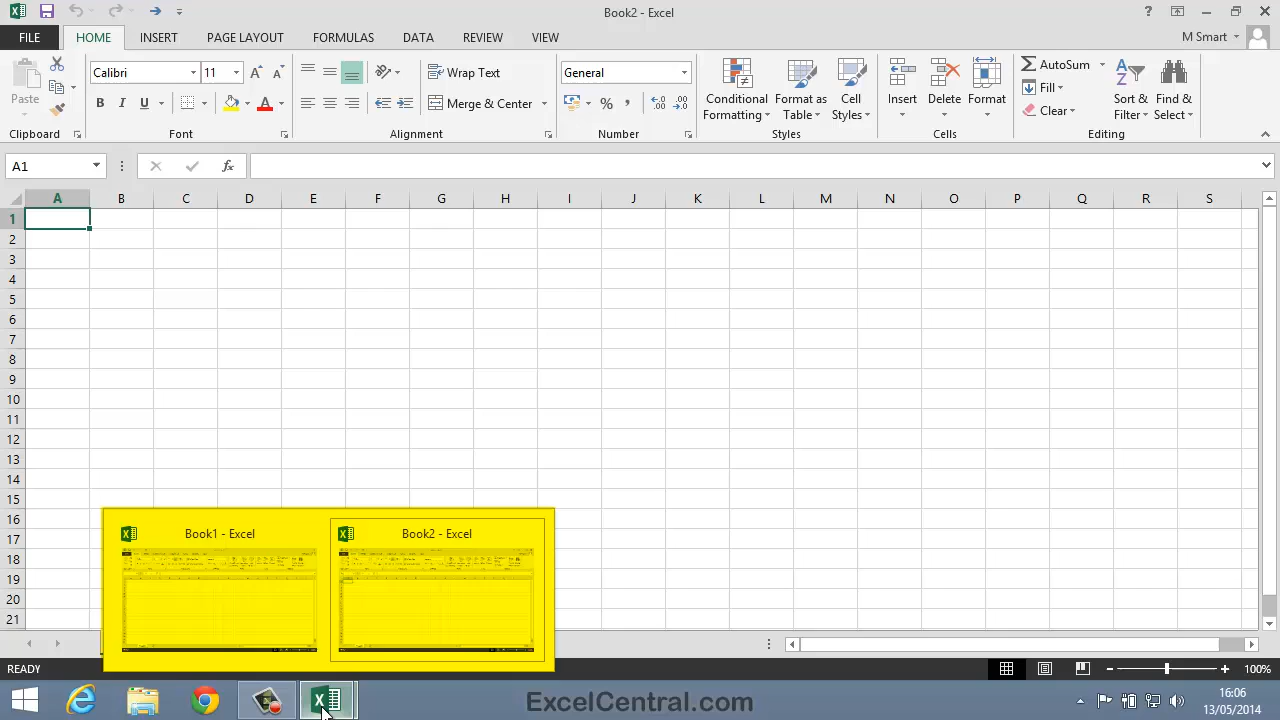 Book2 - Excel
?
FILE HOME INSERT PAGE LAYOUT FORMULAS DATA REVIEW VIEW M Smart
Paste
Calibri 11
B I U A
Wrap Text
Merge & Center
General
%
Conditional Formatting
Format as Table
Cell Styles
Insert
Delete
Format
AutoSum
Fill
Clear
Sort & Filter
Find & Select
Clipboard Font Alignment Number Styles Cells Editing
A1 fx
A B C D E F G H I J K L M N O P Q R S
1
2
3
4
5
6
7
8
9
10
11
12
13
14
15
16
17
18
19
20
21
Book1 - Excel
Book2 - Excel
READY 100%
ExcelCentral.com
16:06
13/05/2014